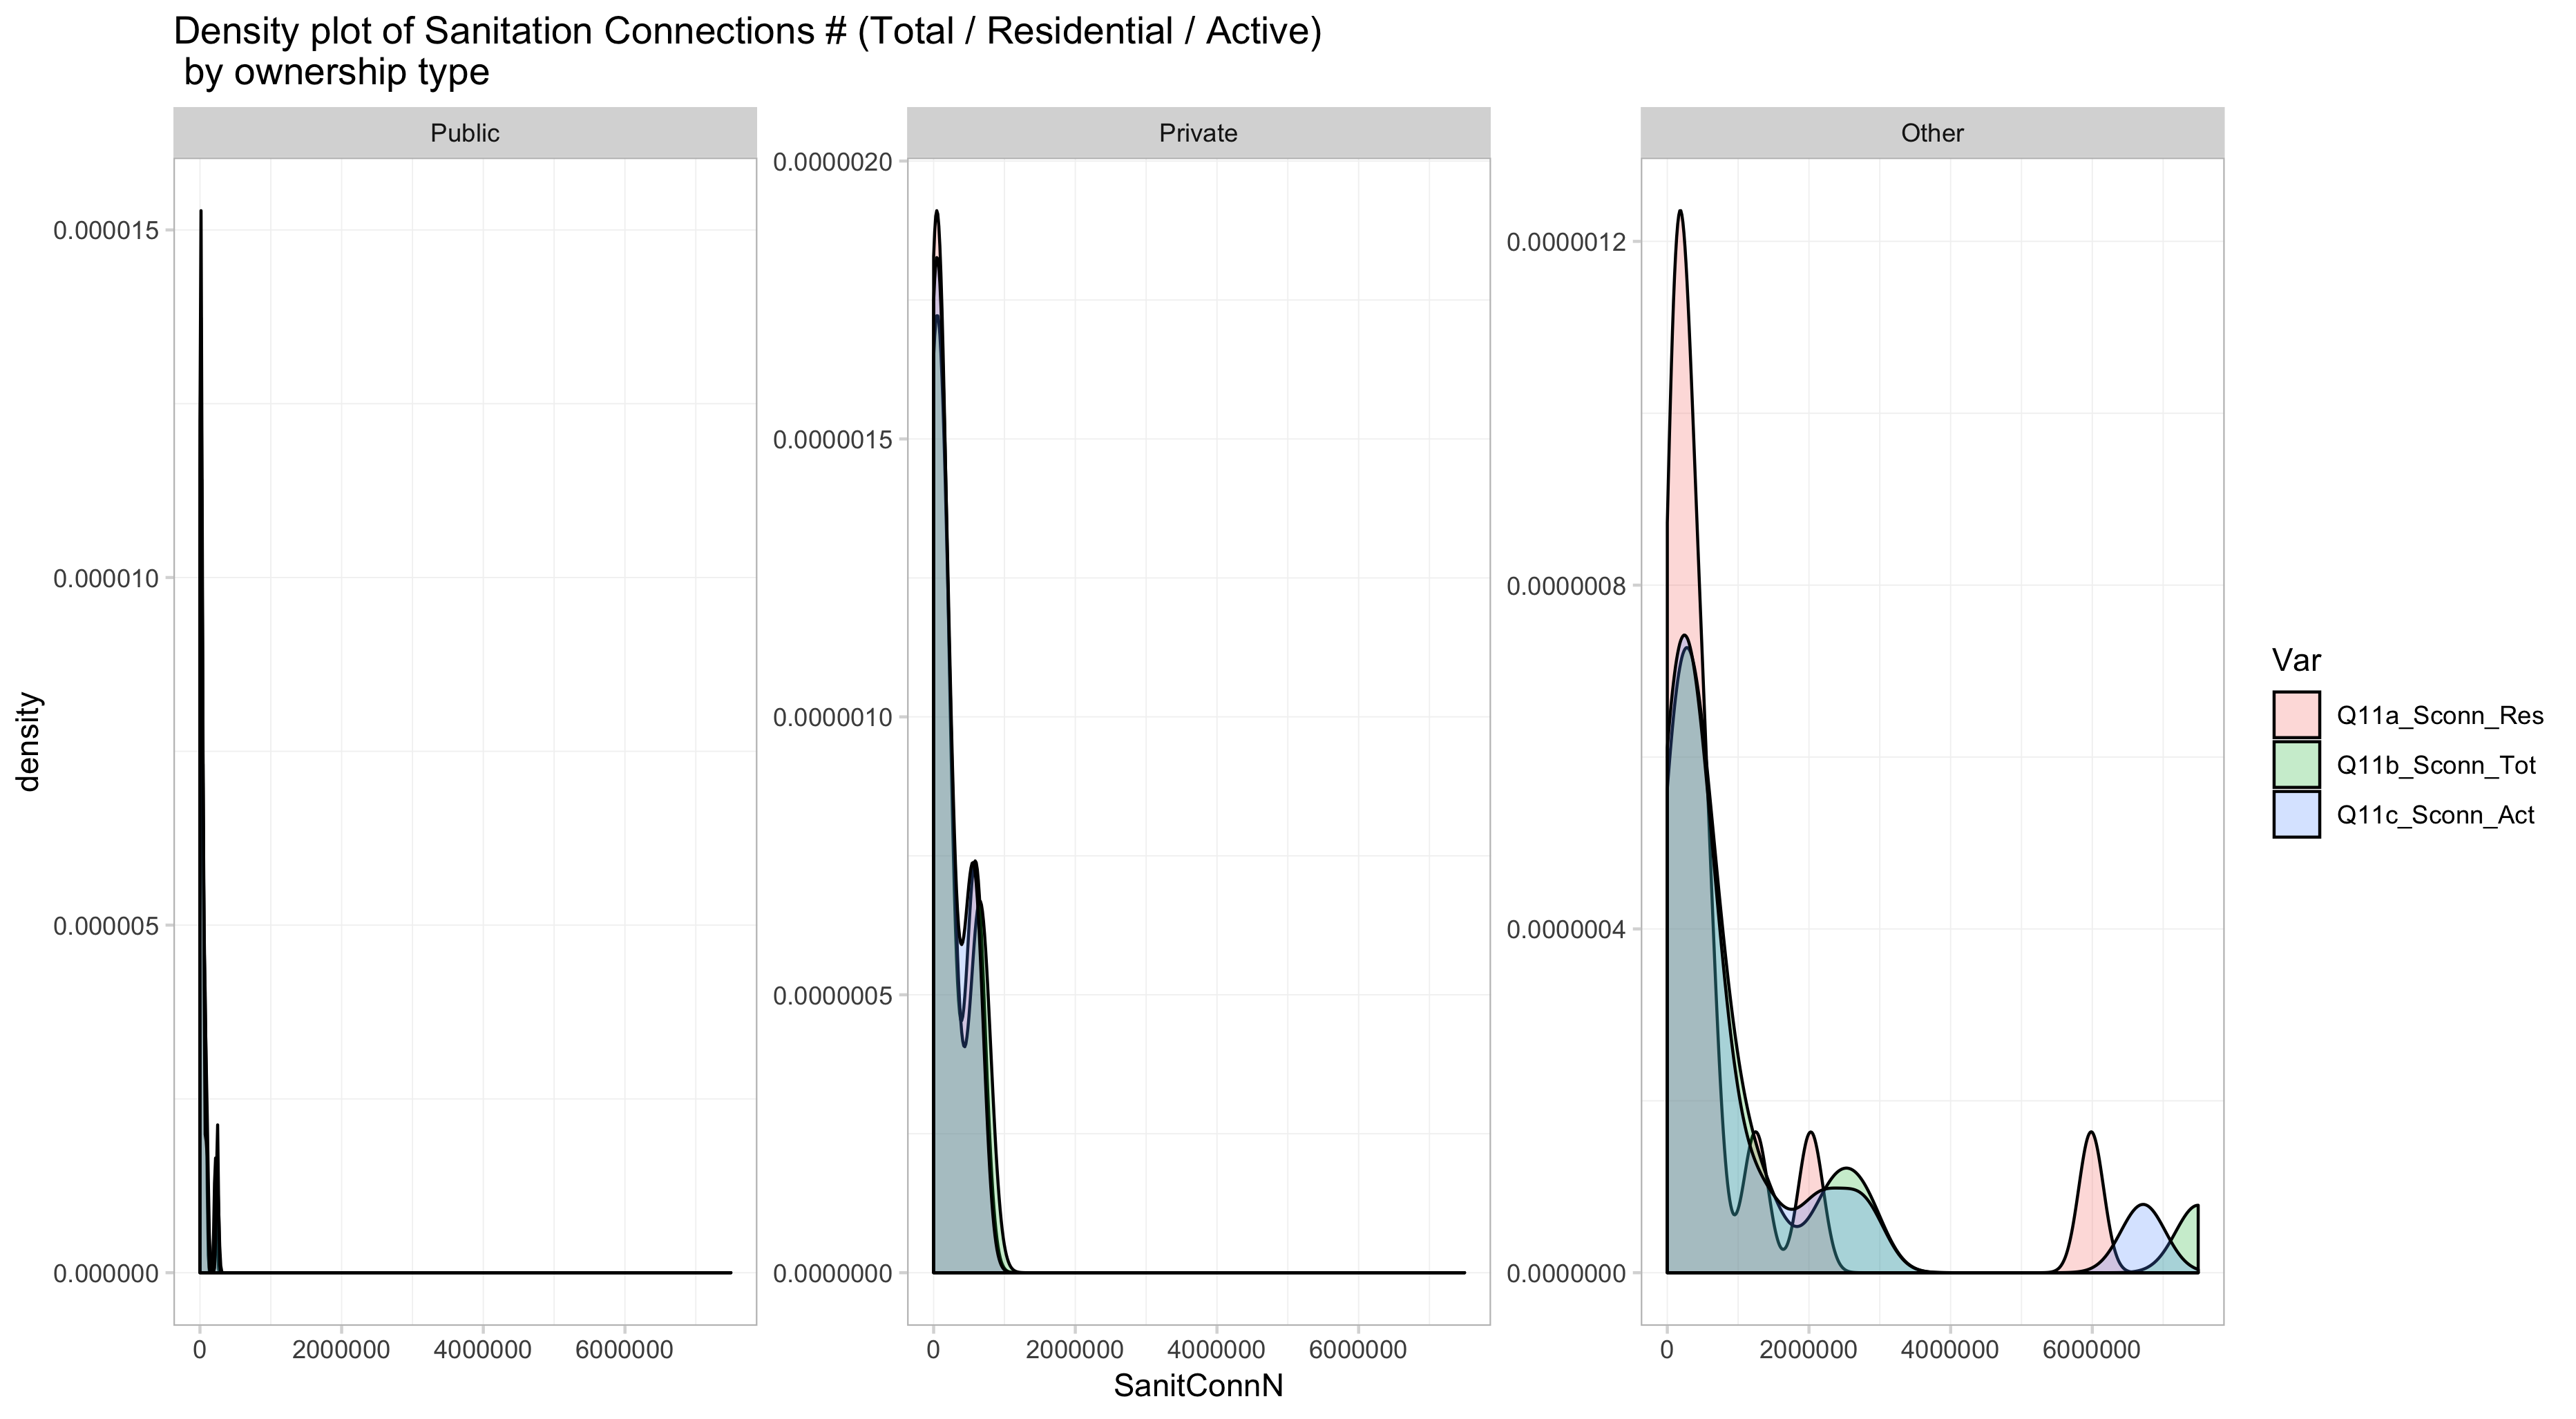 Density plot of Sanitation Connections # (Total / Residential / Active)
by ownership type
Public
Private
Other
density
0.000015
0.000010
0.000005
0.000000
0.0000020
0.0000015
0.0000010
0.0000005
0.0000000
0.0000012
0.0000008
0.0000004
0.0000000
0 2000000 4000000 6000000
0 2000000 4000000 6000000
0 2000000 4000000 6000000
SanitConnN
Var
Q11a_Sconn_Res
Q11b_Sconn_Tot
Q11c_Sconn_Act